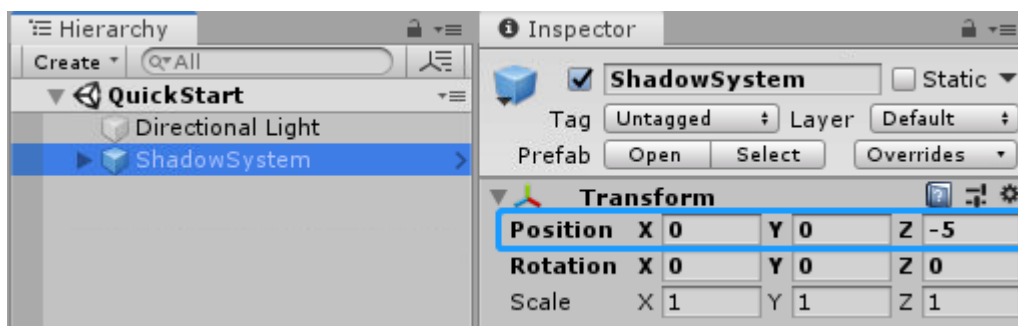 Hierarchy
Create All
QuickStart
Directional Light
ShadowSystem
Inspector
ShadowSystem Static
Tag Untagged Layer Default
Prefab Open Select Overrides
Transform
Position X 0 Y 0 Z -5
Rotation X 0 Y 0 Z 0
Scale X 1 Y 1 Z 1